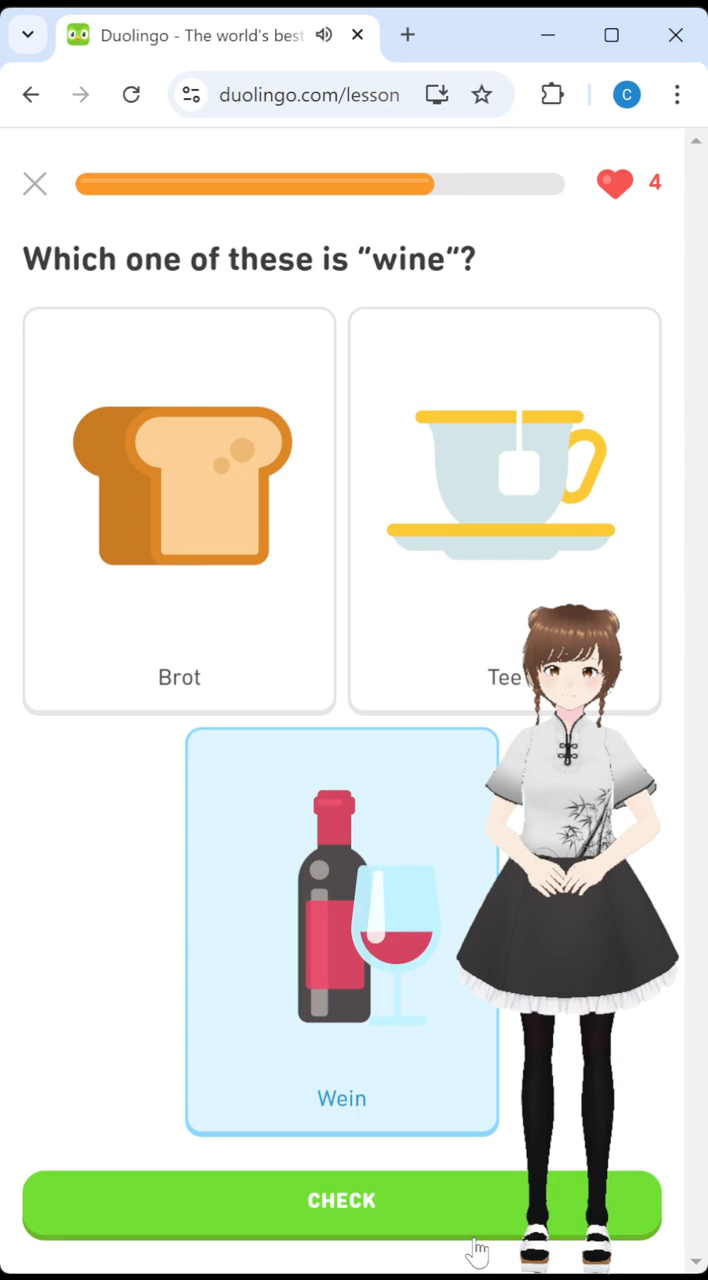 Duolingo - The world's best
duolingo.com/lesson
C
4
Which one of these is “wine”?
Brot
Tee
Wein
CHECK